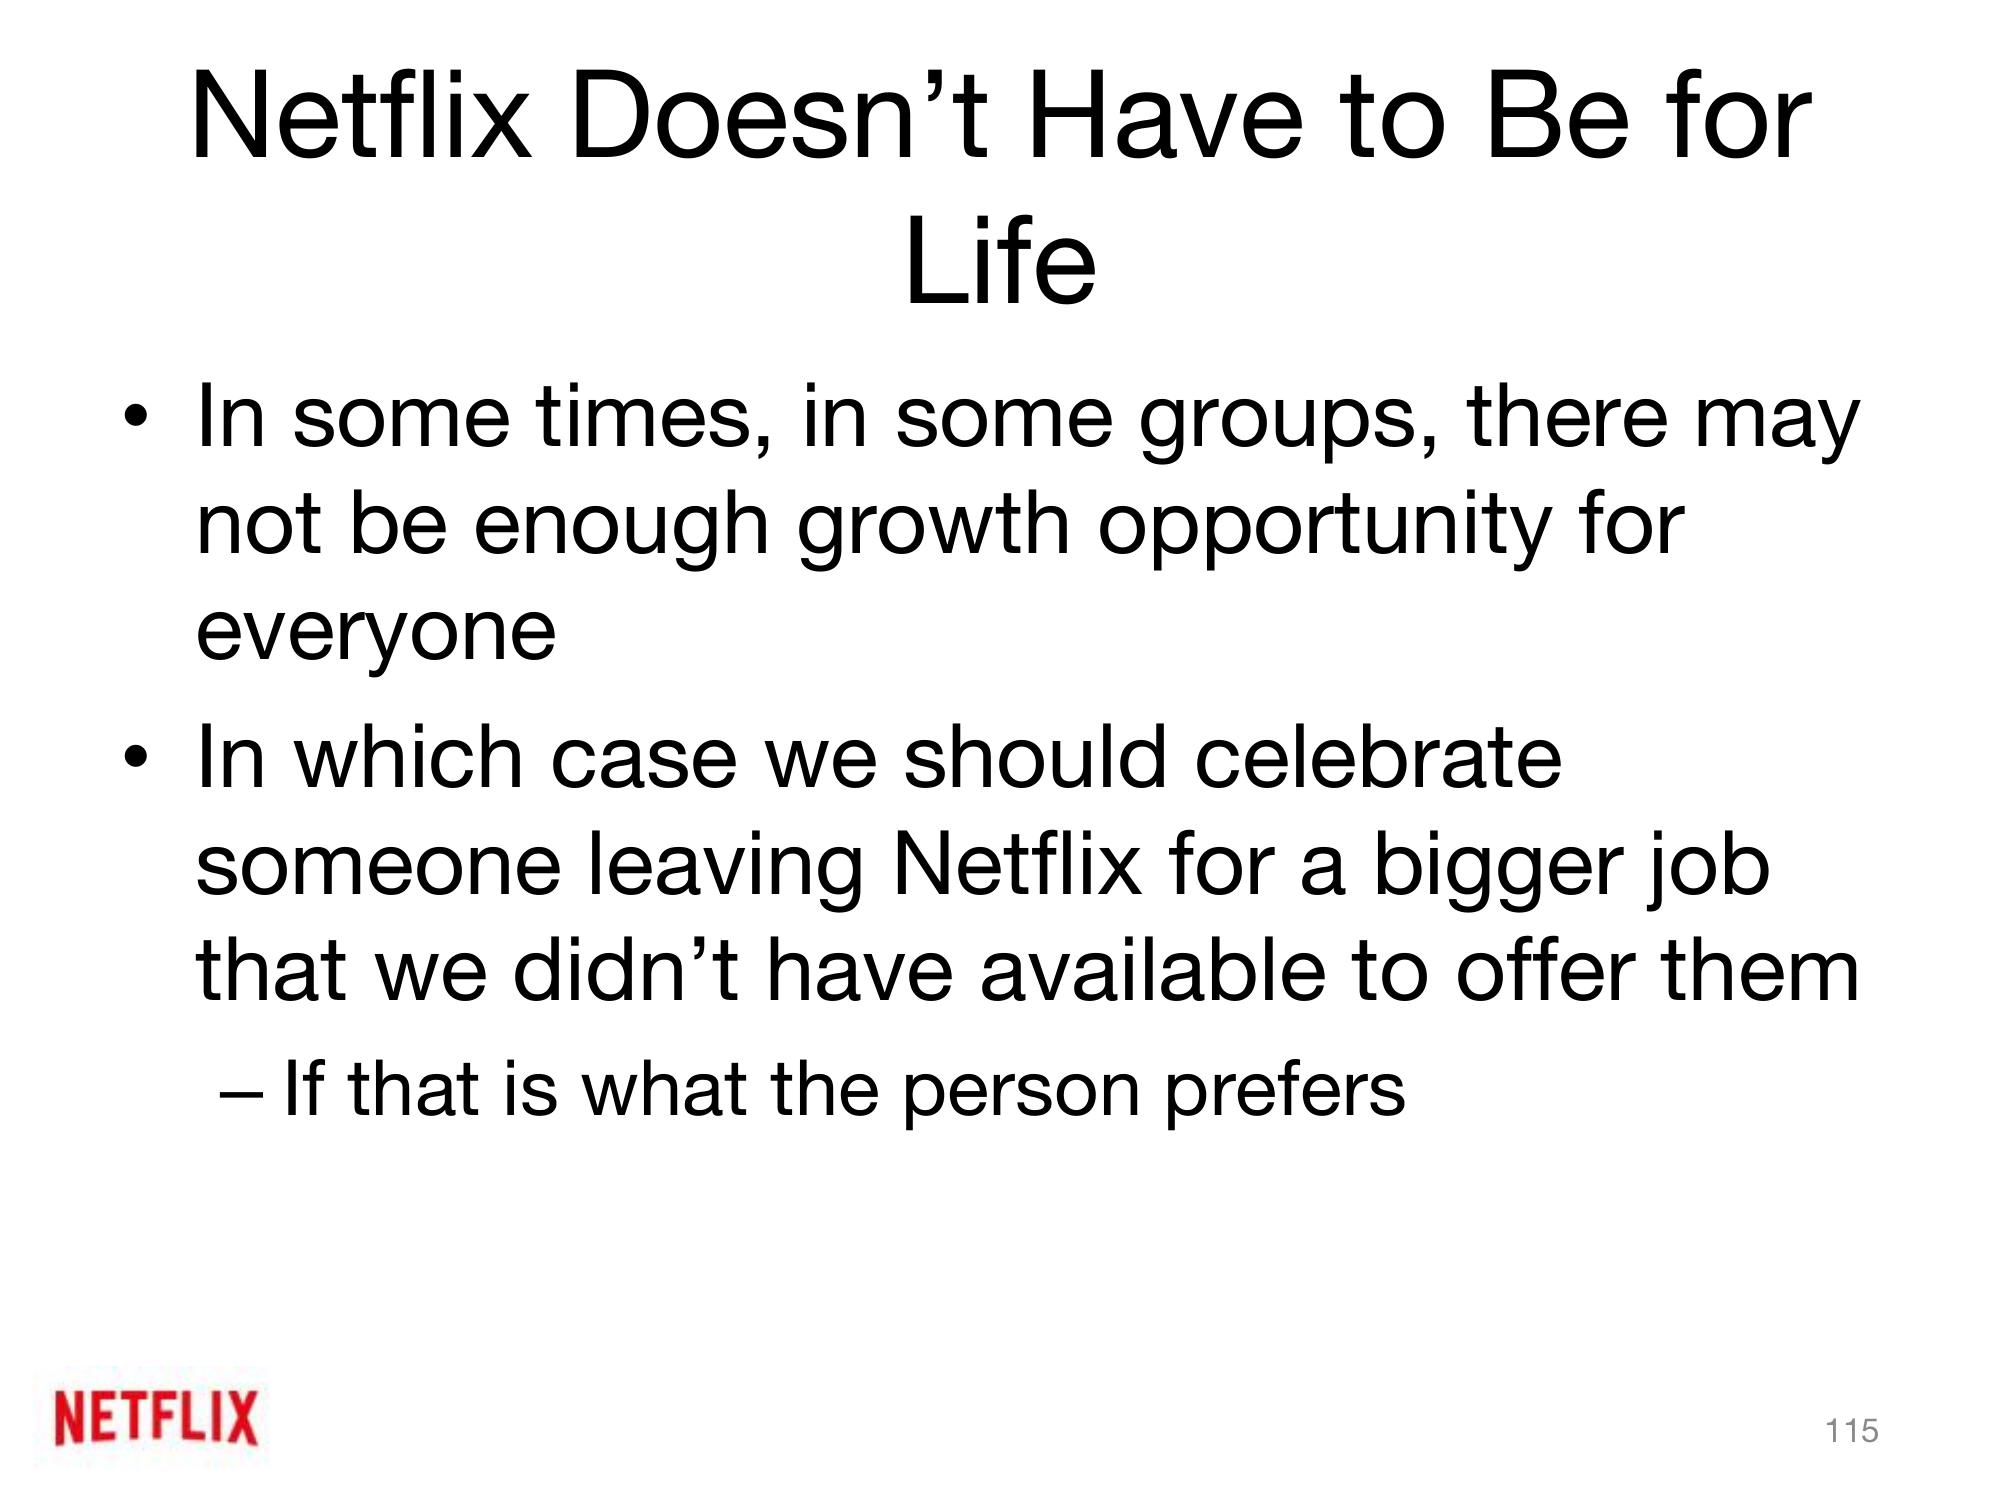 Netflix Doesn’t Have to Be for
Life
• In some times, in some groups, there may
not be enough growth opportunity for
everyone
• In which case we should celebrate
someone leaving Netflix for a bigger job
that we didn’t have available to offer them
– If that is what the person prefers
NETFLIX
115